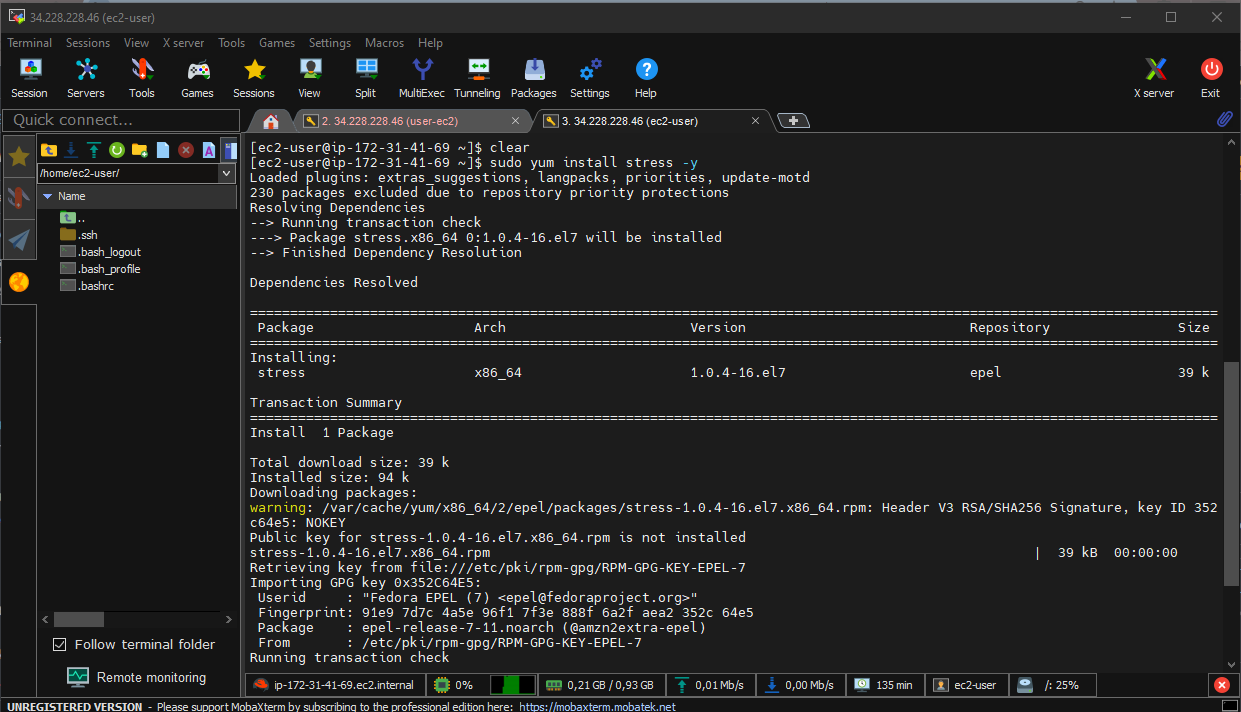 34.228.228.46 (ec2-user)
Terminal Sessions View X server Tools Games Settings Macros Help
Session Servers Tools Games Sessions View Split MultiExec Tunneling Packages Settings Help X server Exit
Quick connect...
2. 34.228.228.46 (user-ec2)
3. 34.228.228.46 (ec2-user)
/home/ec2-user/
Name
..
.ssh
.bash_logout
.bash_profile
.bashrc
Follow terminal folder
Remote monitoring
[ec2-user@ip-172-31-41-69 ~]$ clear
[ec2-user@ip-172-31-41-69 ~]$ sudo yum install stress -y
Loaded plugins: extras_suggestions, langpacks, priorities, update-motd
230 packages excluded due to repository priority protections
Resolving Dependencies
--> Running transaction check
---> Package stress.x86_64 0:1.0.4-16.el7 will be installed
--> Finished Dependency Resolution
Dependencies Resolved
Package Arch Version Repository Size
Installing:
stress x86_64 1.0.4-16.el7 epel 39 k
Transaction Summary
Install 1 Package
Total download size: 39 k
Installed size: 94 k
Downloading packages:
warning: /var/cache/yum/x86_64/2/epel/packages/stress-1.0.4-16.el7.x86_64.rpm: Header V3 RSA/SHA256 Signature, key ID 352
c64e5: NOKEY
Public key for stress-1.0.4-16.el7.x86_64.rpm is not installed
stress-1.0.4-16.el7.x86_64.rpm | 39 kB 00:00:00
Retrieving key from file:///etc/pki/rpm-gpg/RPM-GPG-KEY-EPEL-7
Importing GPG key 0x352C64E5:
Userid : "Fedora EPEL (7) <epel@fedoraproject.org>"
Fingerprint: 91e9 7d7c 4a5e 96f1 7f3e 888f 6a2f aea2 352c 64e5
Package : epel-release-7-11.noarch (@amzn2extra-epel)
From : /etc/pki/rpm-gpg/RPM-GPG-KEY-EPEL-7
Running transaction check
ip-172-31-41-69.ec2.internal 0% 0,21 GB / 0,93 GB 0,01 Mb/s 0,00 Mb/s 135 min ec2-user /: 25%
UNREGISTERED VERSION - Please support MobaXterm by subscribing to the professional edition here: https://mobaxterm.mobatek.net